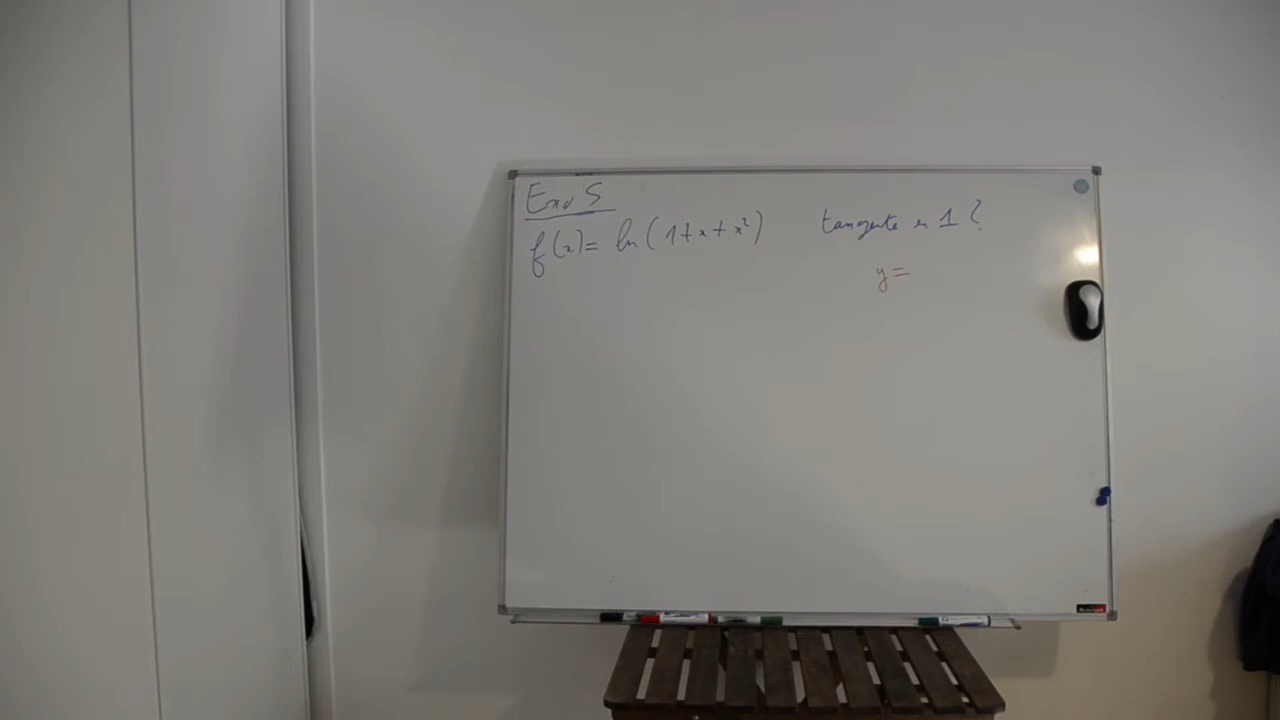 Exo 5
f(x) = ln(1+x+x²) tangente en 1 ?
y =